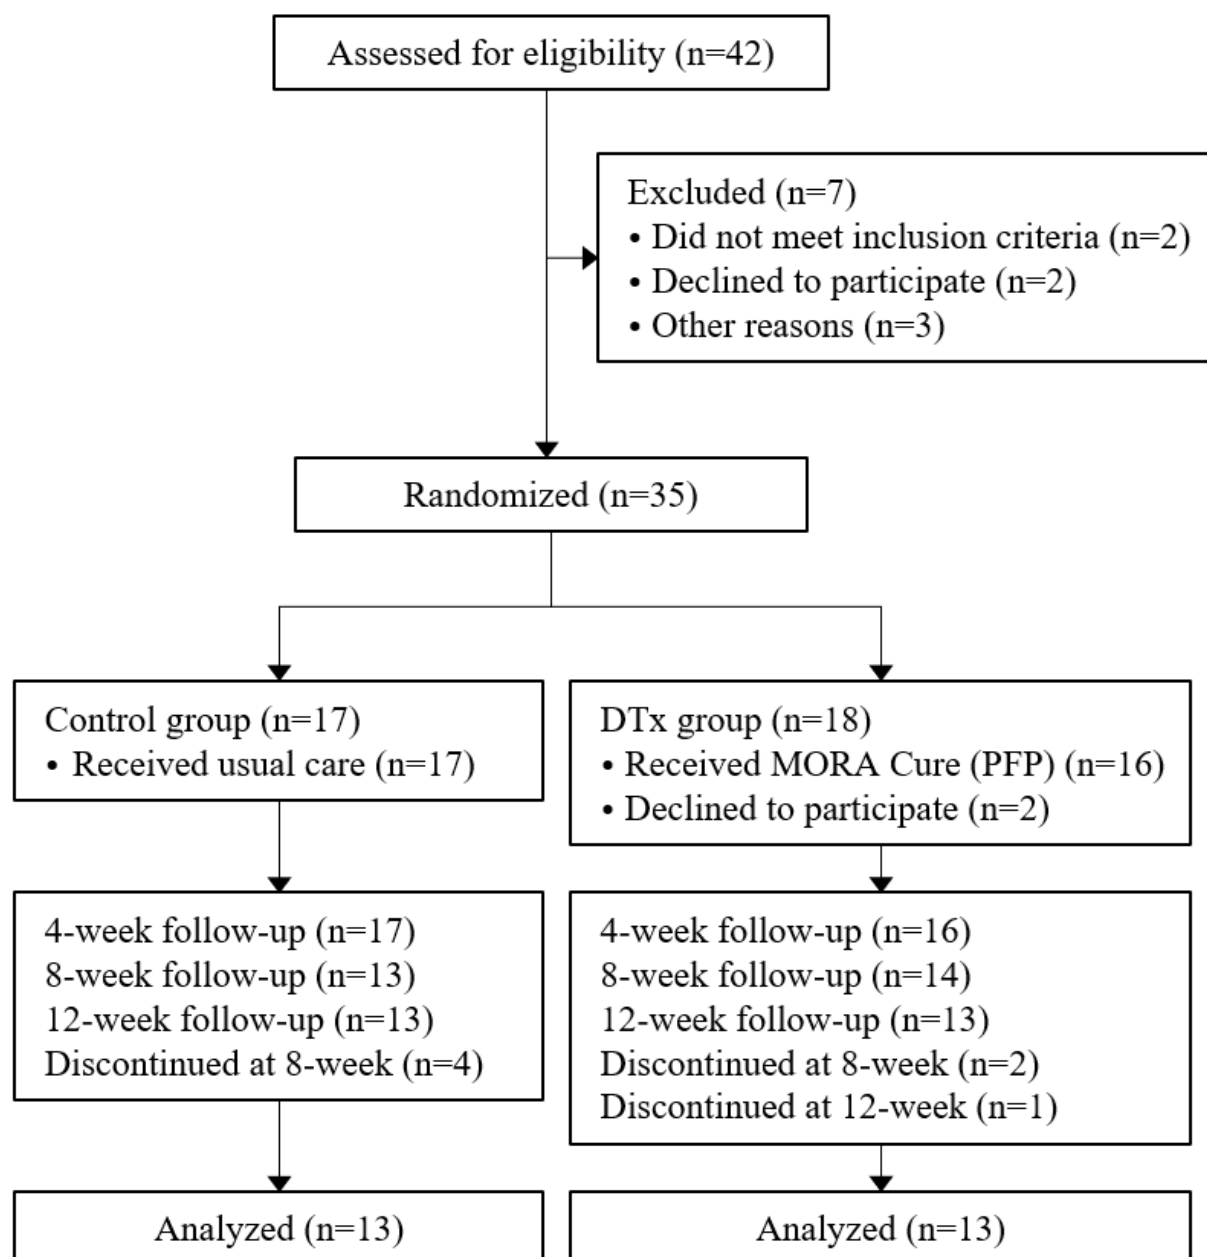 Assessed for eligibility (n=42)
Excluded (n=7)
• Did not meet inclusion criteria (n=2)
• Declined to participate (n=2)
• Other reasons (n=3)
Randomized (n=35)
Control group (n=17)
• Received usual care (n=17)
DTx group (n=18)
• Received MORA Cure (PFP) (n=16)
• Declined to participate (n=2)
4-week follow-up (n=17)
8-week follow-up (n=13)
12-week follow-up (n=13)
Discontinued at 8-week (n=4)
4-week follow-up (n=16)
8-week follow-up (n=14)
12-week follow-up (n=13)
Discontinued at 8-week (n=2)
Discontinued at 12-week (n=1)
Analyzed (n=13)
Analyzed (n=13)